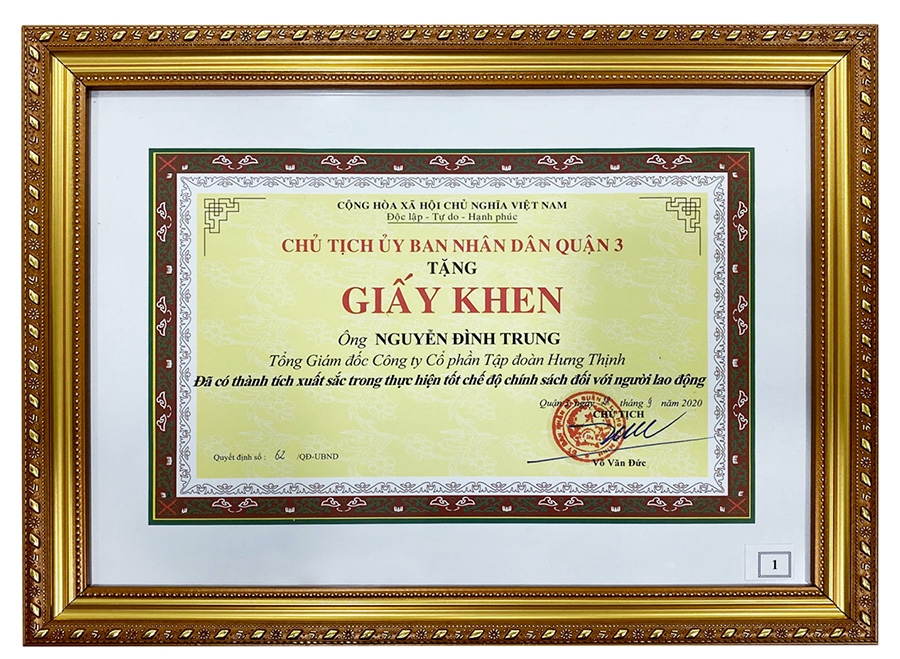 CỘNG HÒA XÃ HỘI CHỦ NGHĨA VIỆT NAM
Độc lập - Tự do - Hạnh phúc
CHỦ TỊCH ỦY BAN NHÂN DÂN QUẬN 3
TẶNG
GIẤY KHEN
Ông NGUYỄN ĐÌNH TRUNG
Tổng Giám đốc Công ty Cổ phần Tập đoàn Hưng Thịnh
Đã có thành tích xuất sắc trong thực hiện tốt chế độ chính sách đối với người lao động
Quận ngày tháng 9 năm 2020
CHỦ TỊCH
Quyết định số : 62 /QĐ-UBND
Võ Văn Đức
1